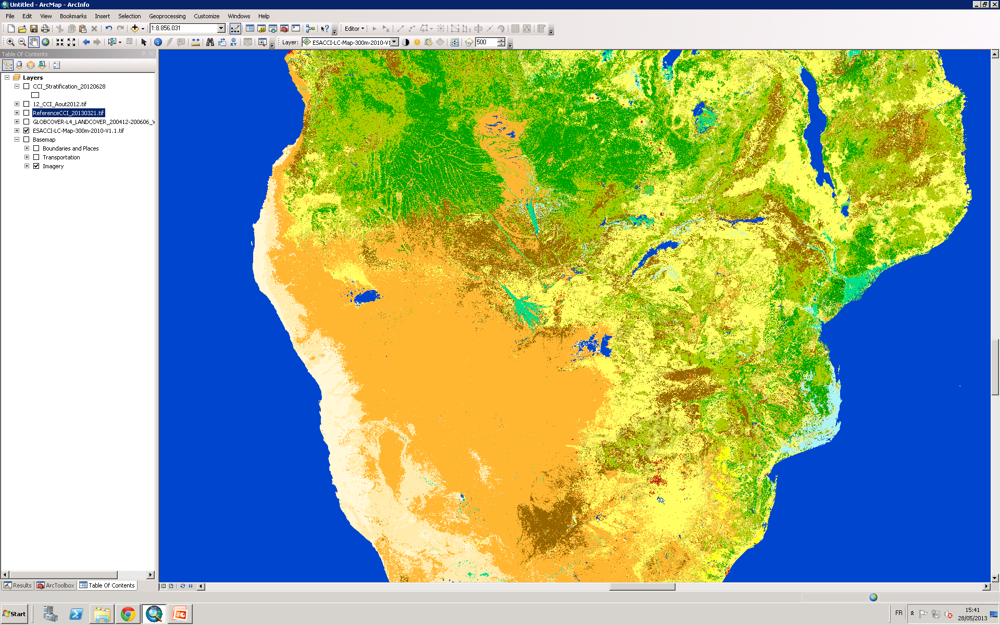 Untitled - ArcMap - ArcInfo
File Edit View Bookmarks Insert Selection Geoprocessing Customize Windows Help
1:8.856.031
Editor
Layer: ESACCI-LC-Map-300m-2010-V1
500
Table Of Contents
Layers
CCI_Stratification_20120628
12_CCI_Aout2012.tif
ReferenceCCI_20130321.tif
GLOBCOVER-L4_LANDCOVER_200412-200606_V
ESACCI-LC-Map-300m-2010-V1.1.tif
Basemap
Boundaries and Places
Transportation
Imagery
Results ArcToolbox Table Of Contents
Start
FR
15:41
28/05/2013